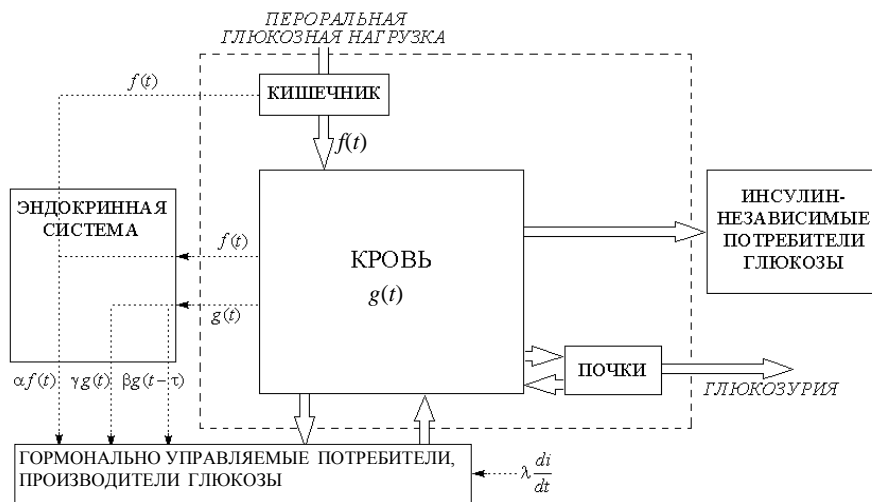 ПЕРОРАЛЬНАЯ
ГЛЮКОЗНАЯ НАГРУЗКА
f(t)
КИШЕЧНИК
f(t)
ЭНДОКРИННАЯ
СИСТЕМА
f(t)
g(t)
КРОВЬ
g(t)
ИНСУЛИН-
НЕЗАВИСИМЫЕ
ПОТРЕБИТЕЛИ
ГЛЮКОЗЫ
ПОЧКИ
ГЛЮКОЗУРИЯ
αf(t) γg(t) βg(t−τ)
ГОРМОНАЛЬНО УПРАВЛЯЕМЫЕ ПОТРЕБИТЕЛИ,
ПРОИЗВОДИТЕЛИ ГЛЮКОЗЫ
λ di/dt